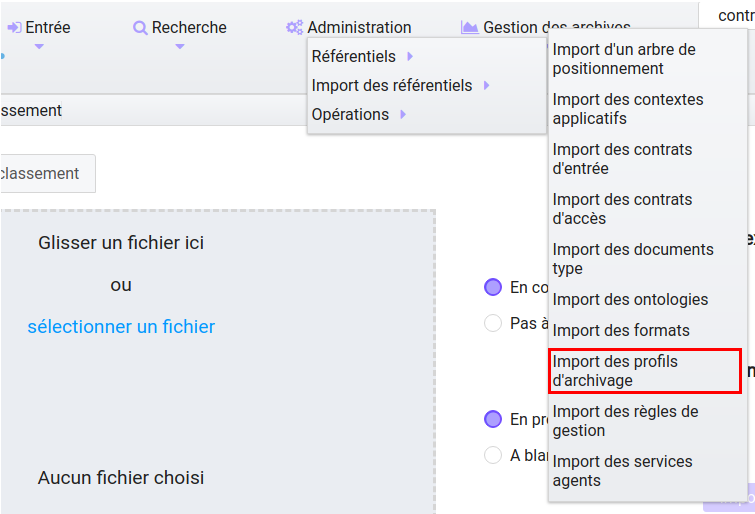 Entrée
Recherche
Administration
Gestion des archives
contr
Référentiels
Import des référentiels
Opérations
Import d'un arbre de
positionnement
Import des contextes
applicatifs
Import des contrats
d'entrée
Import des contrats
d'accès
Import des documents
type
Import des ontologies
Import des formats
Import des profils
d'archivage
Import des règles de
gestion
Import des services
agents
ssement
classement
Glisser un fichier ici
ou
sélectionner un fichier
Aucun fichier choisi
En co
Pas à
En pr
A blan